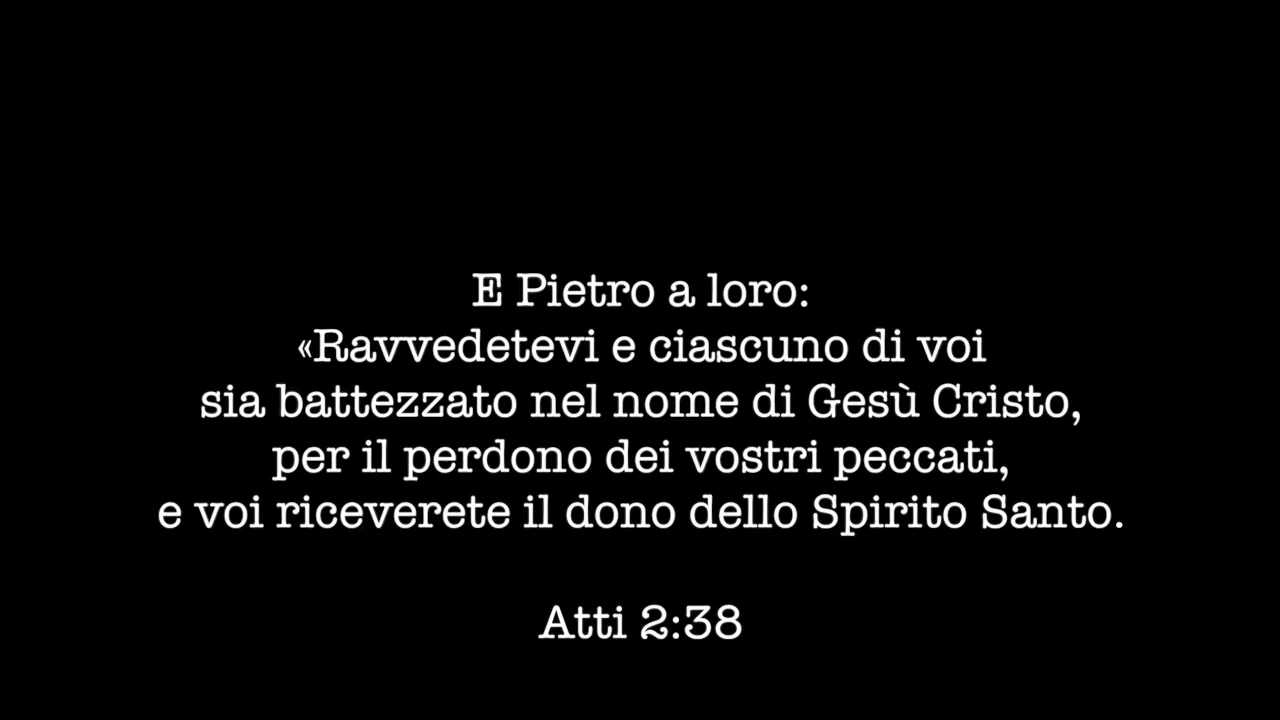 E Pietro a loro:
«Ravvedetevi e ciascuno di voi
sia battezzato nel nome di Gesù Cristo,
per il perdono dei vostri peccati,
e voi riceverete il dono dello Spirito Santo.
Atti 2:38